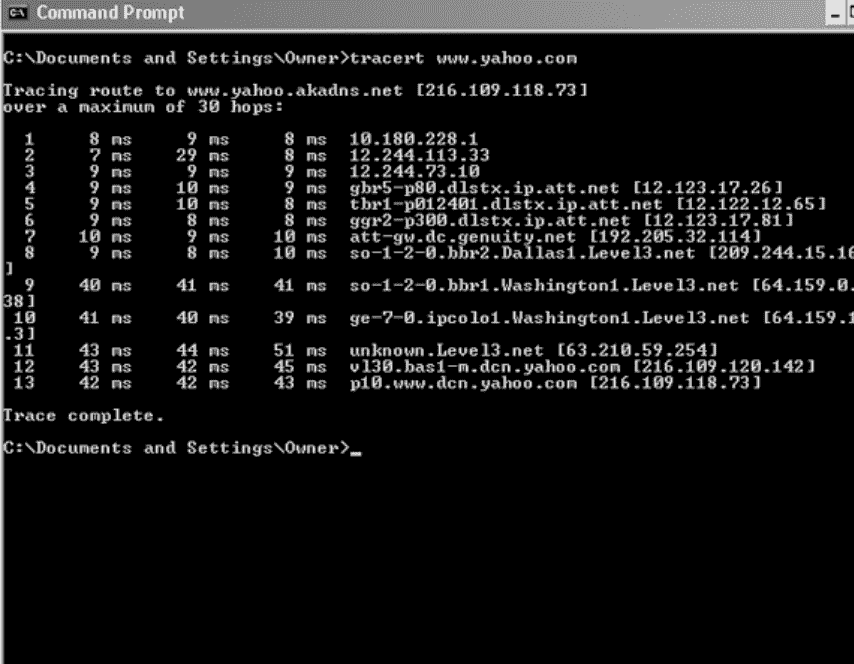 Command Prompt
C:\Documents and Settings\Owner>tracert www.yahoo.com
Tracing route to www.yahoo.akadns.net [216.109.118.73]
over a maximum of 30 hops:
1 8 ms 9 ms 8 ms 10.180.228.1
2 7 ms 29 ms 8 ms 12.244.113.33
3 9 ms 9 ms 9 ms 12.244.73.10
4 9 ms 10 ms 9 ms gbr5-p80.dlstx.ip.att.net [12.123.17.26]
5 9 ms 10 ms 8 ms tbr1-p012401.dlstx.ip.att.net [12.122.12.65]
6 9 ms 8 ms 8 ms ggr2-p300.dlstx.ip.att.net [12.123.17.81]
7 10 ms 9 ms 10 ms att-gw.dc.genuity.net [192.205.32.114]
8 9 ms 8 ms 10 ms so-1-2-0.bbr2.Dallas1.Level3.net [209.244.15.16
]
9 40 ms 41 ms 41 ms so-1-2-0.bbr1.Washington1.Level3.net [64.159.0.
38]
10 41 ms 40 ms 39 ms ge-7-0.ipcolo1.Washington1.Level3.net [64.159.1
.3]
11 43 ms 44 ms 51 ms unknown.Level3.net [63.210.59.254]
12 43 ms 42 ms 45 ms vl30.bas1-m.dcn.yahoo.com [216.109.120.142]
13 42 ms 42 ms 43 ms p10.www.dcn.yahoo.com [216.109.118.73]
Trace complete.
C:\Documents and Settings\Owner>_